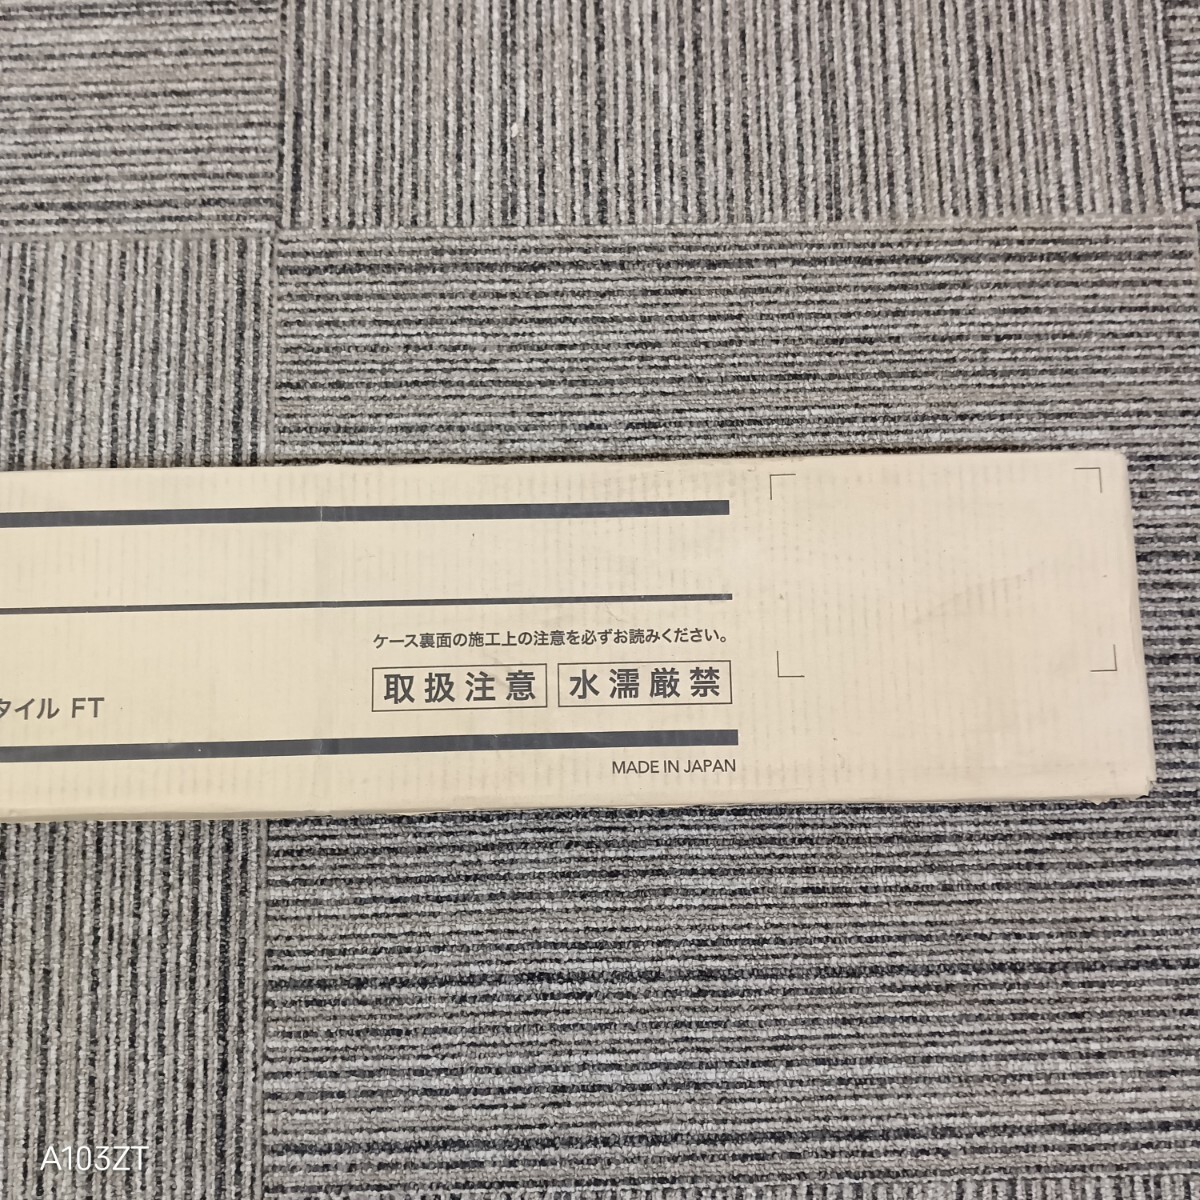 ケース裏面の施工上の注意を必ずお読みください。
取扱注意 水濡厳禁
タイル FT
MADE IN JAPAN
A103ZT